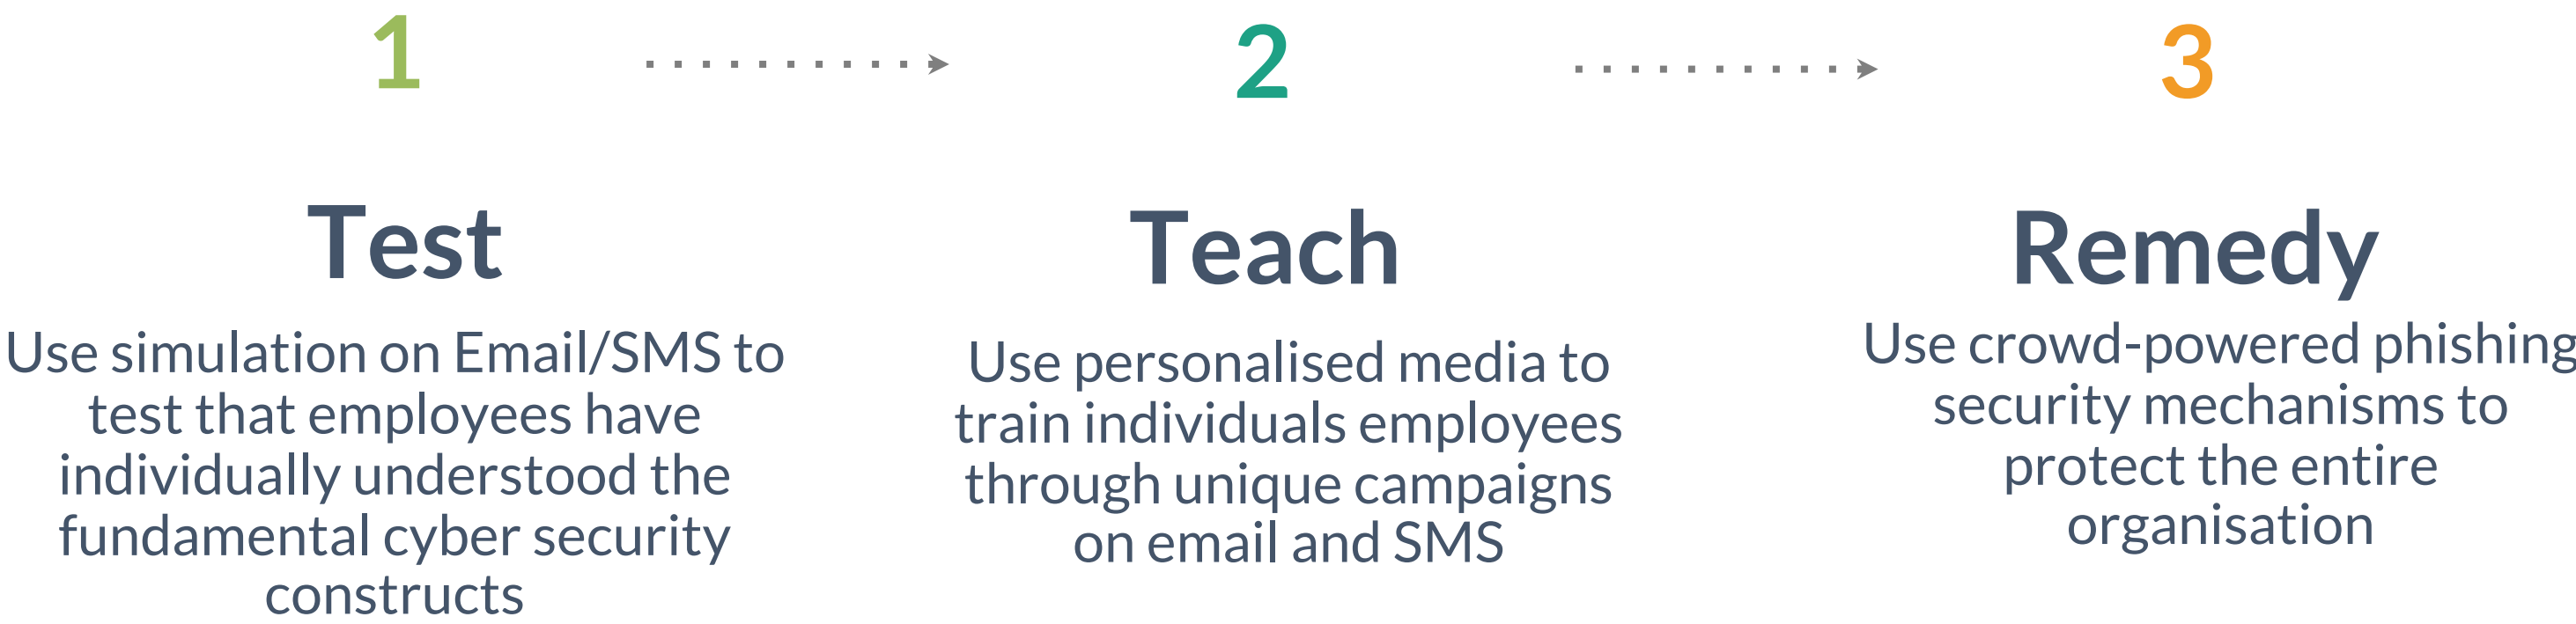 1
Test
Use simulation on Email/SMS to
test that employees have
individually understood the
fundamental cyber security
constructs
2
Teach
Use personalised media to
train individuals employees
through unique campaigns
on email and SMS
3
Remedy
Use crowd-powered phishing
security mechanisms to
protect the entire
organisation